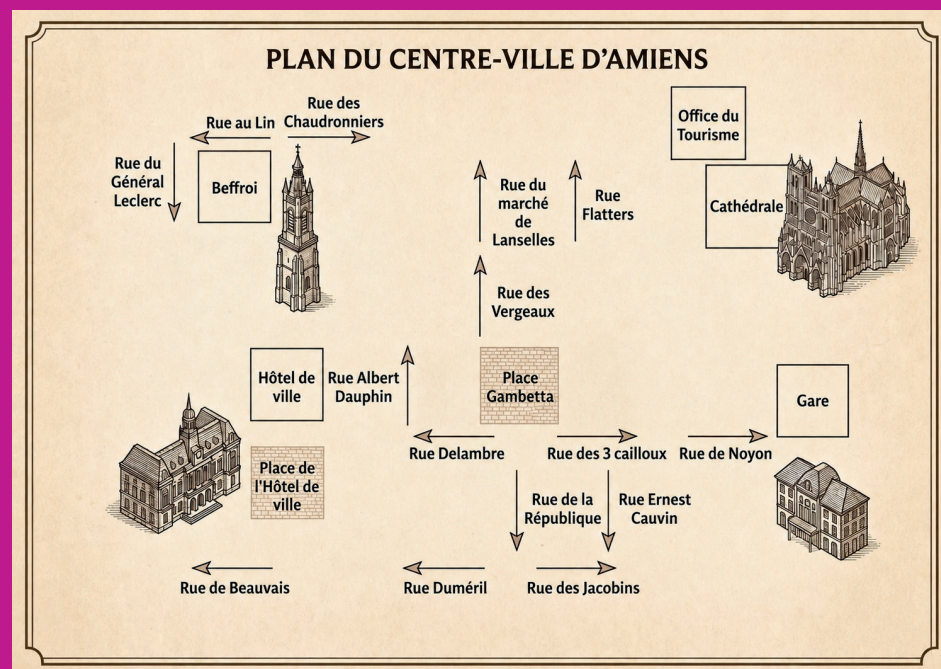 PLAN DU CENTRE-VILLE D'AMIENS
Rue au Lin
Rue des
Chaudronniers
Office du
Tourisme
Rue du
Général
Leclerc
Beffroi
Rue du
marché
de
Lanselles
Rue
Flatters
Cathédrale
Rue des
Vergeaux
Hôtel de
ville
Rue Albert
Dauphin
Place
Gambetta
Gare
Rue Delambre
Rue des 3 cailloux
Rue de Noyon
Place de
l'Hôtel de
ville
Rue de la
République
Rue Ernest
Cauvin
Rue de Beauvais
Rue Duméril
Rue des Jacobins